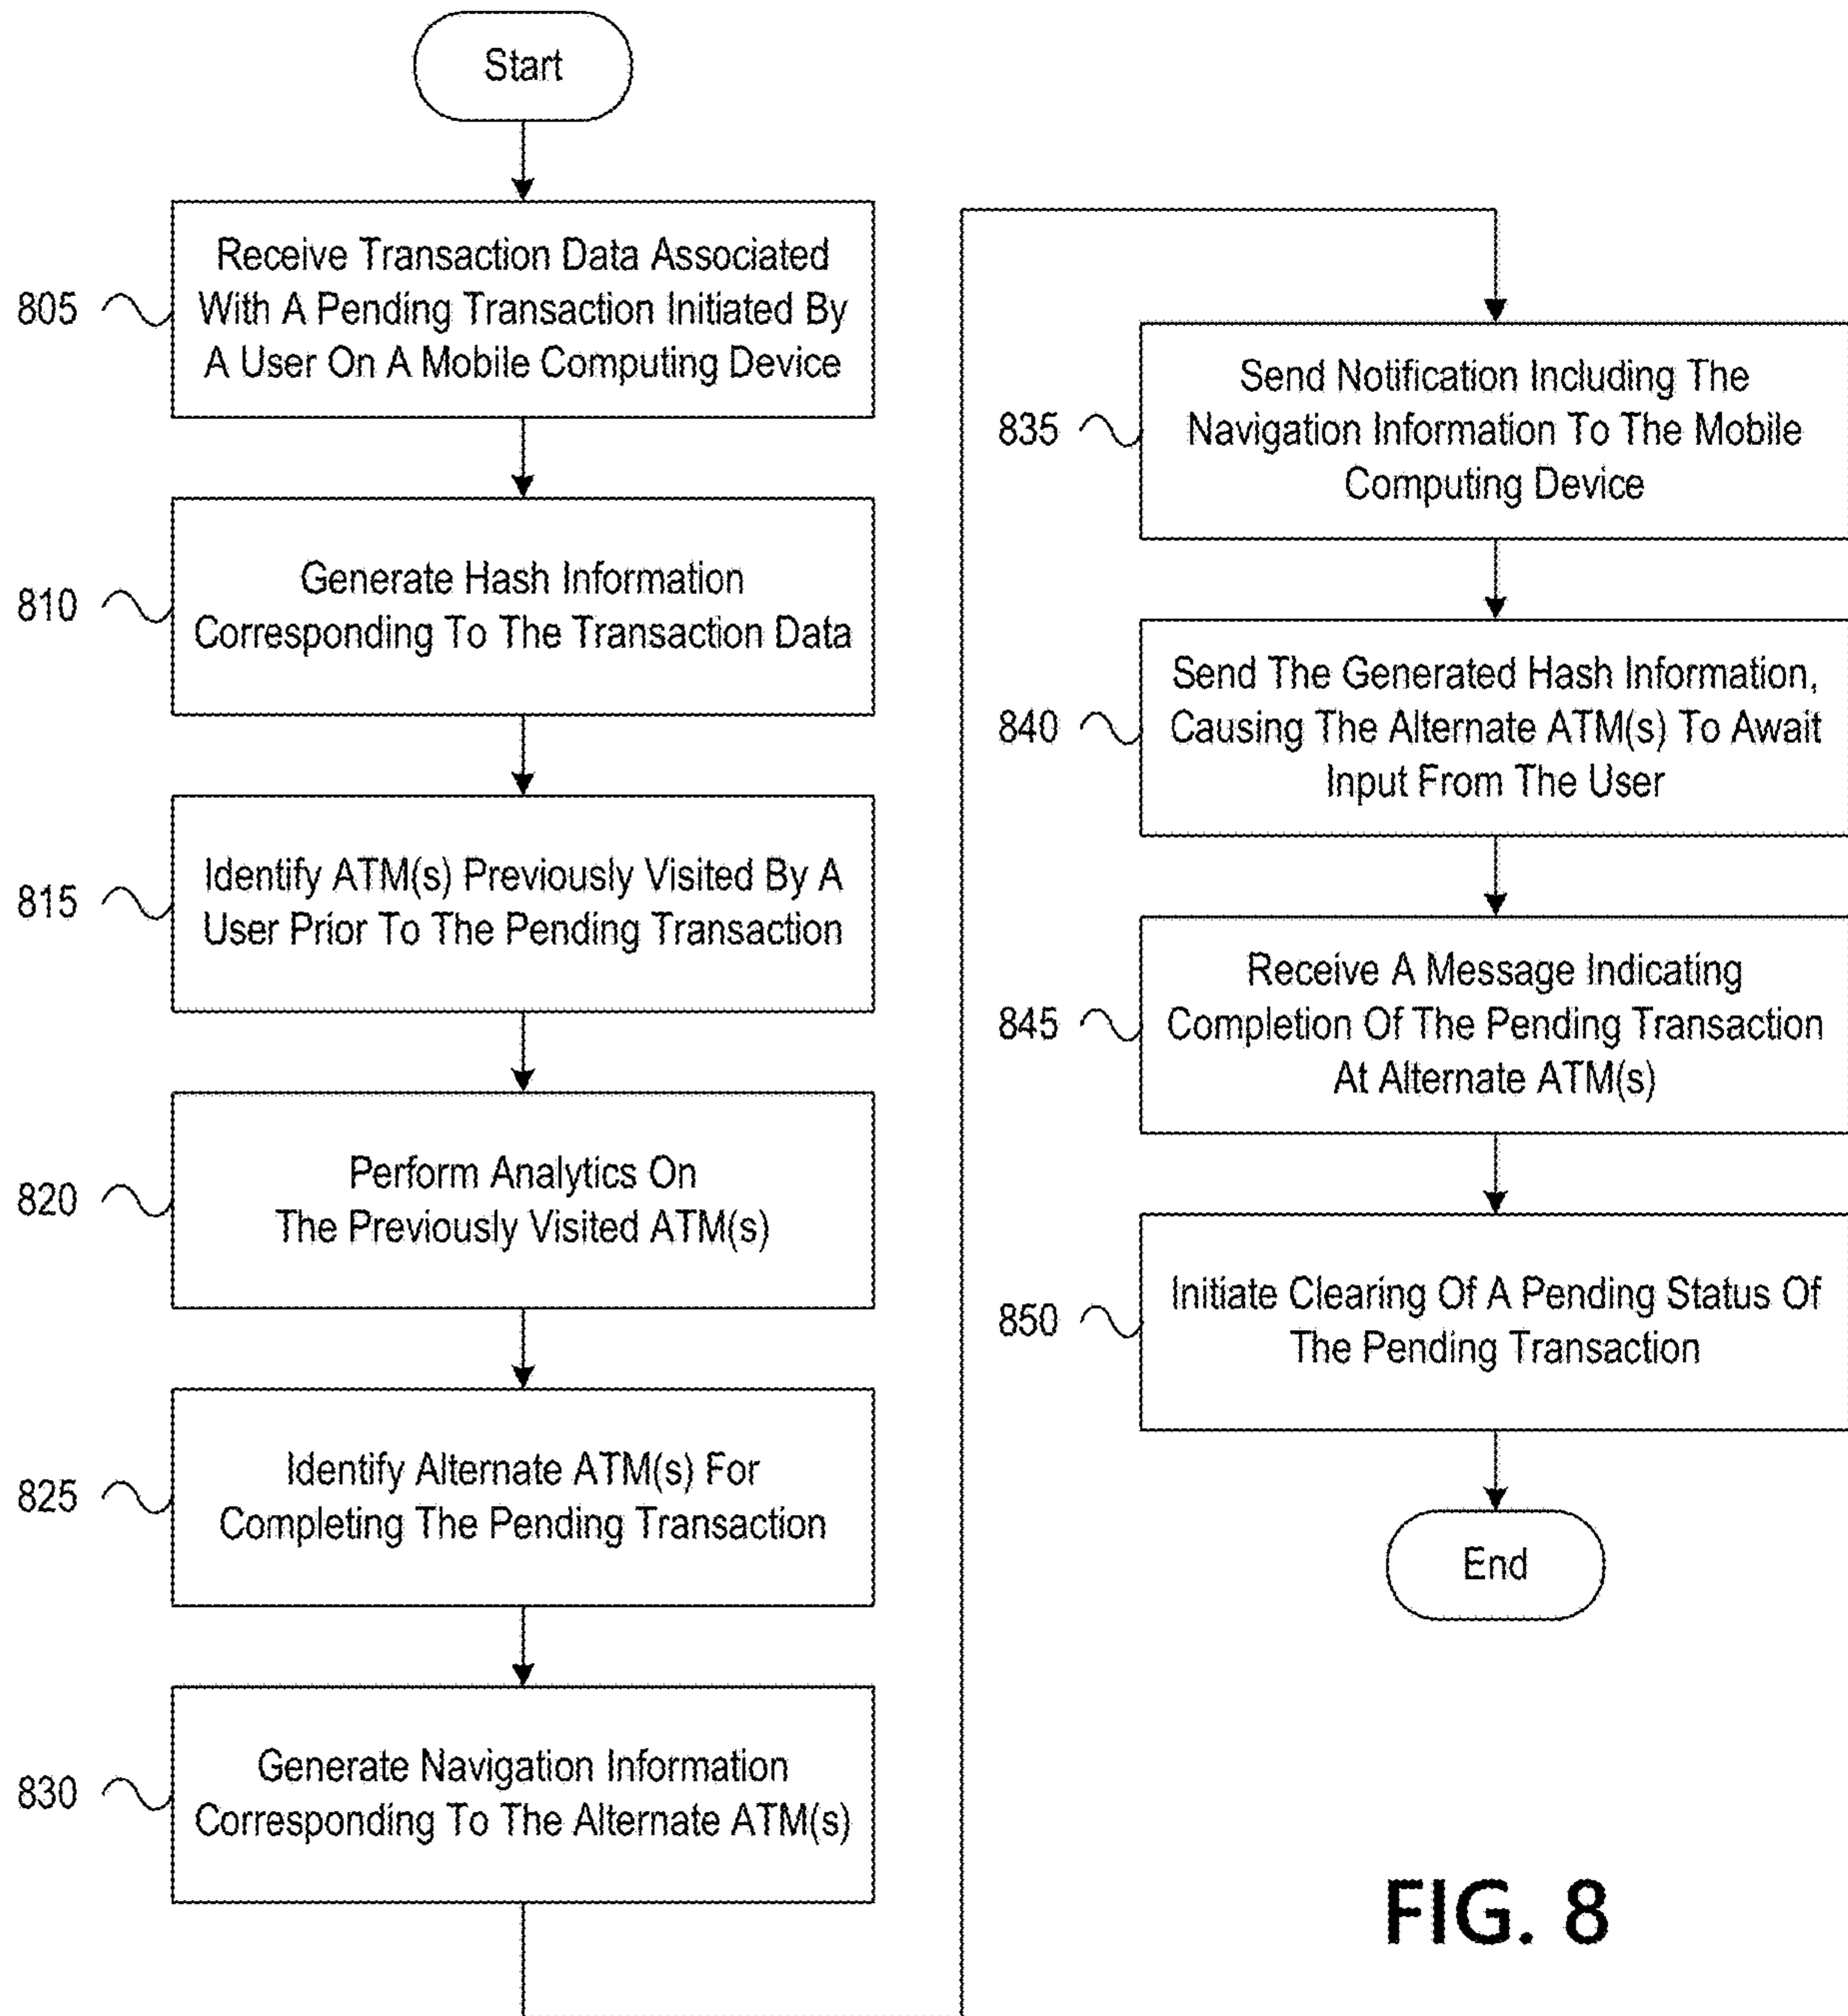 Start
805
Receive Transaction Data Associated
With A Pending Transaction Initiated By
A User On A Mobile Computing Device
810
Generate Hash Information
Corresponding To The Transaction Data
815
Identify ATM(s) Previously Visited By A
User Prior To The Pending Transaction
820
Perform Analytics On
The Previously Visited ATM(s)
825
Identify Alternate ATM(s) For
Completing The Pending Transaction
830
Generate Navigation Information
Corresponding To The Alternate ATM(s)
835
Send Notification Including The
Navigation Information To The Mobile
Computing Device
840
Send The Generated Hash Information,
Causing The Alternate ATM(s) To Await
Input From The User
845
Receive A Message Indicating
Completion Of The Pending Transaction
At Alternate ATM(s)
850
Initiate Clearing Of A Pending Status Of
The Pending Transaction
End
FIG. 8